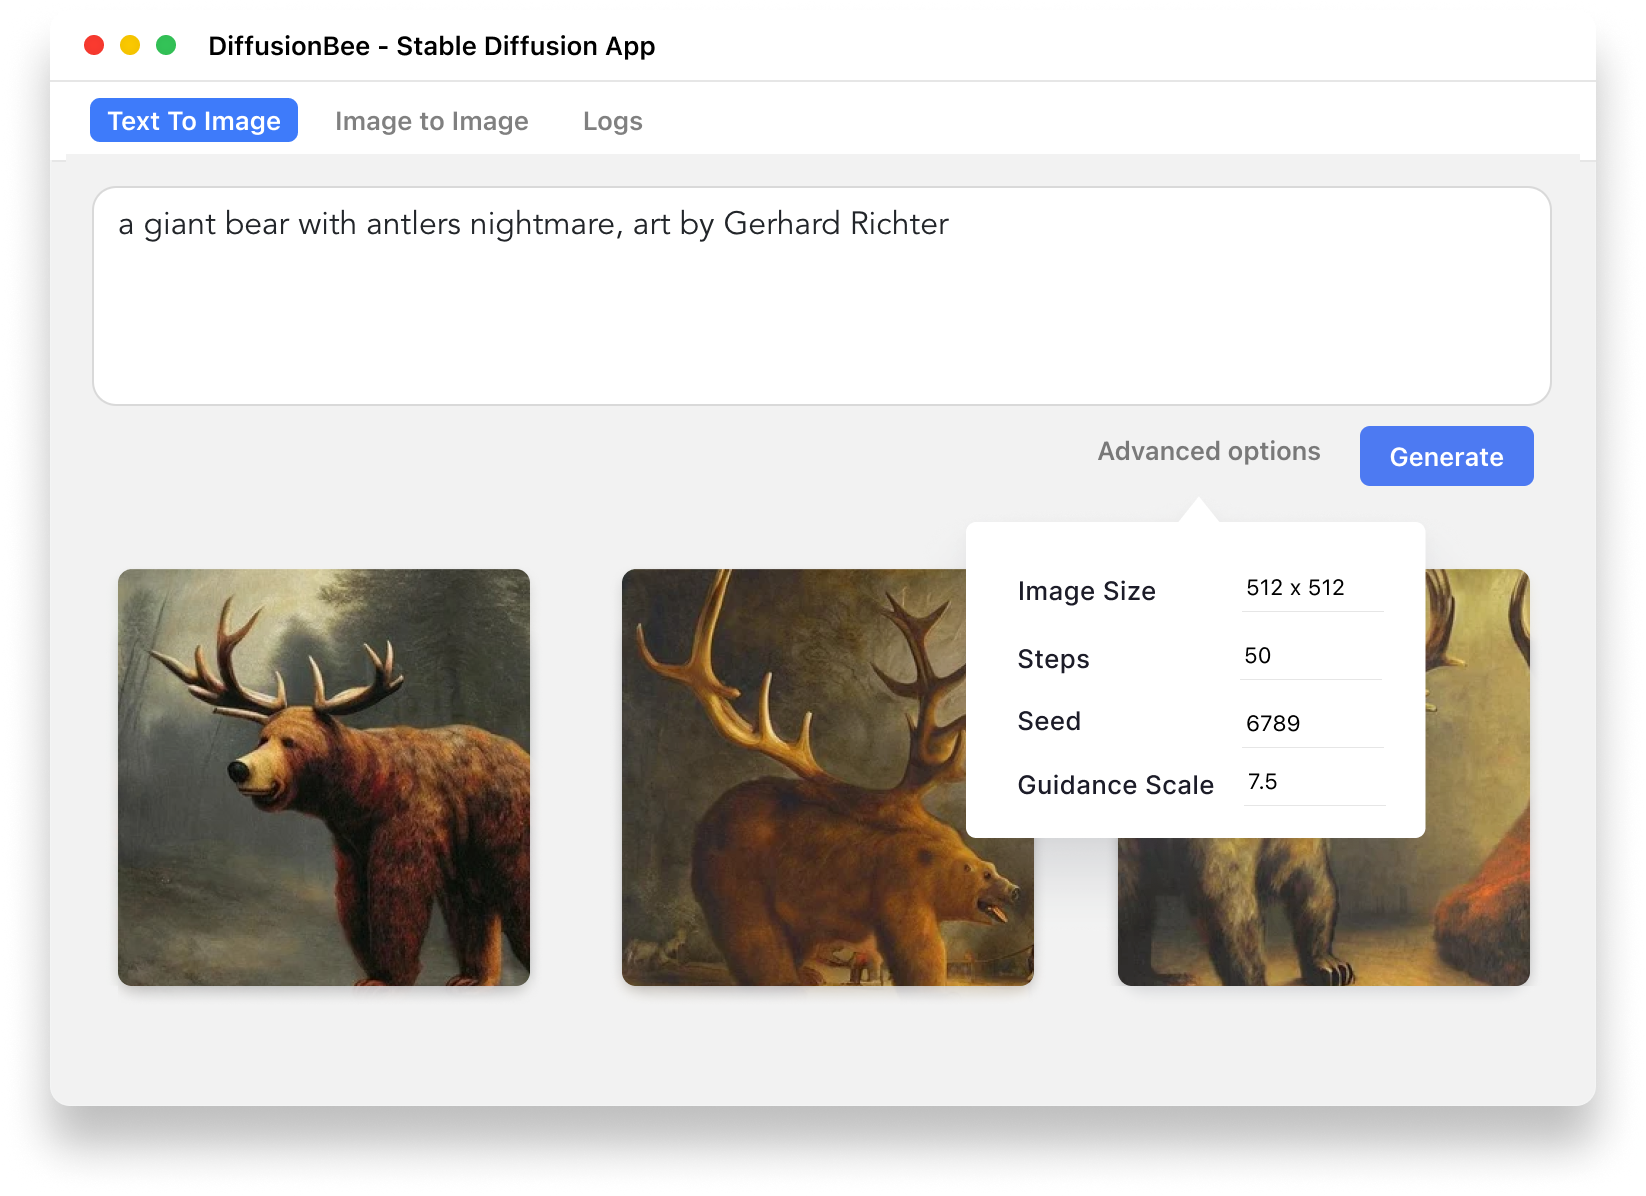 DiffusionBee - Stable Diffusion App
Text To Image Image to Image Logs
a giant bear with antlers nightmare, art by Gerhard Richter
Advanced options Generate
Image Size 512 x 512
Steps 50
Seed 6789
Guidance Scale 7.5